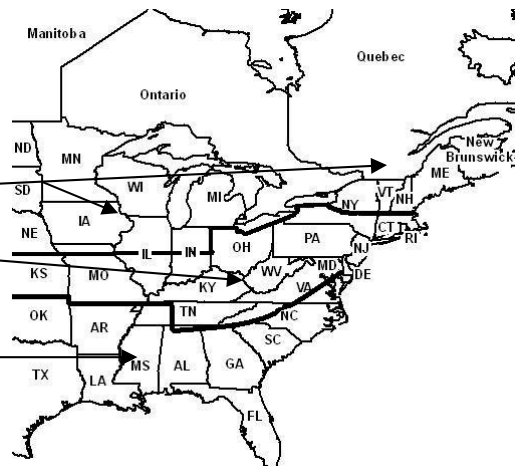 Manitoba
Quebec
Ontario
New
Brunswick
ND
MN
ME
SD
WI
VT
NH
MI
NY
IA
CT
RI
NE
PA
OH
NJ
IL
IN
MD
DE
KS
MO
WV
KY
VA
OK
TN
NC
AR
SC
MS
AL
GA
TX
LA
FL